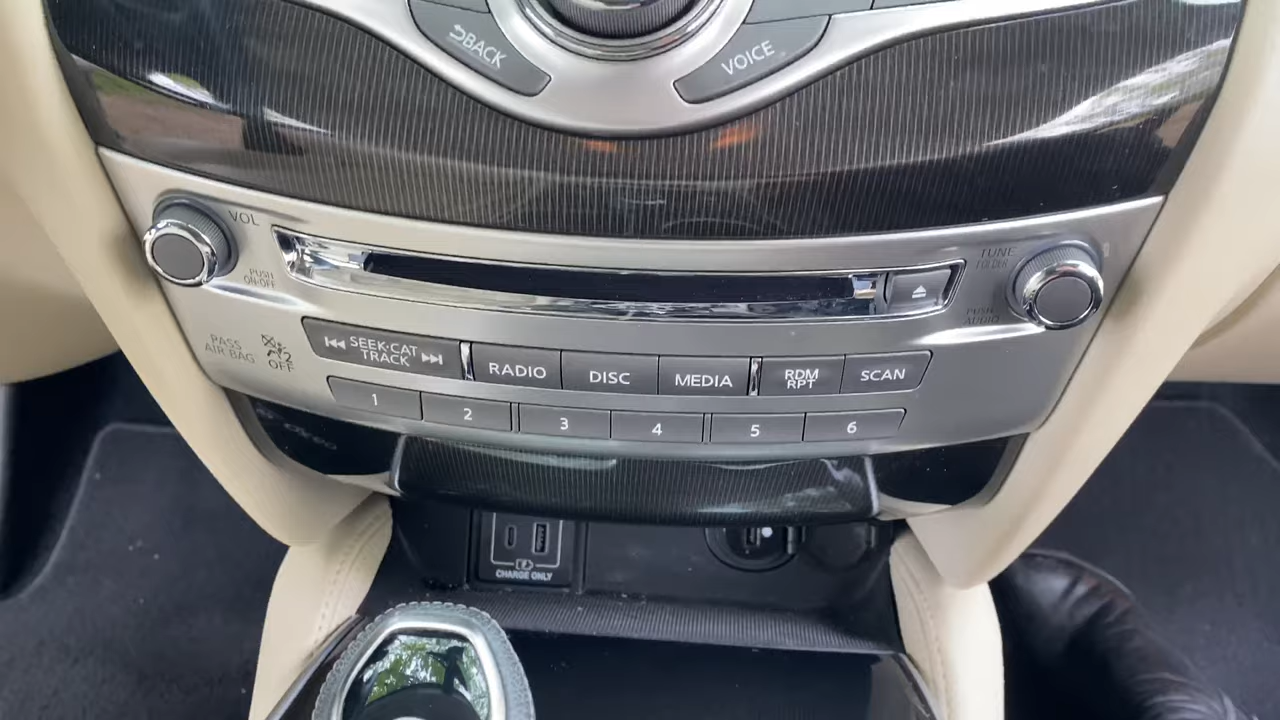 BACK
VOICE
VOL
PUSH
ON·OFF
TUNE
FOLDER
PUSH
AUDIO
PASS
AIR BAG
OFF
SEEK·CAT
TRACK
RADIO
DISC
MEDIA
RDM
RPT
SCAN
1
2
3
4
5
6
CHARGE ONLY